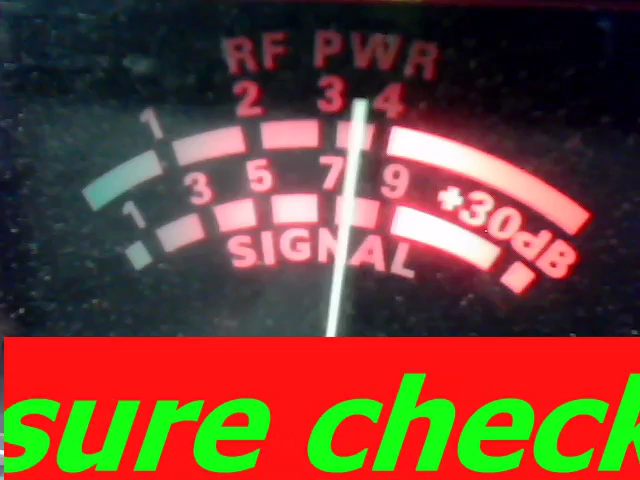 RF PWR
1 2 3 4
1 3 5 7 9 +30dB
SIGNAL
sure check